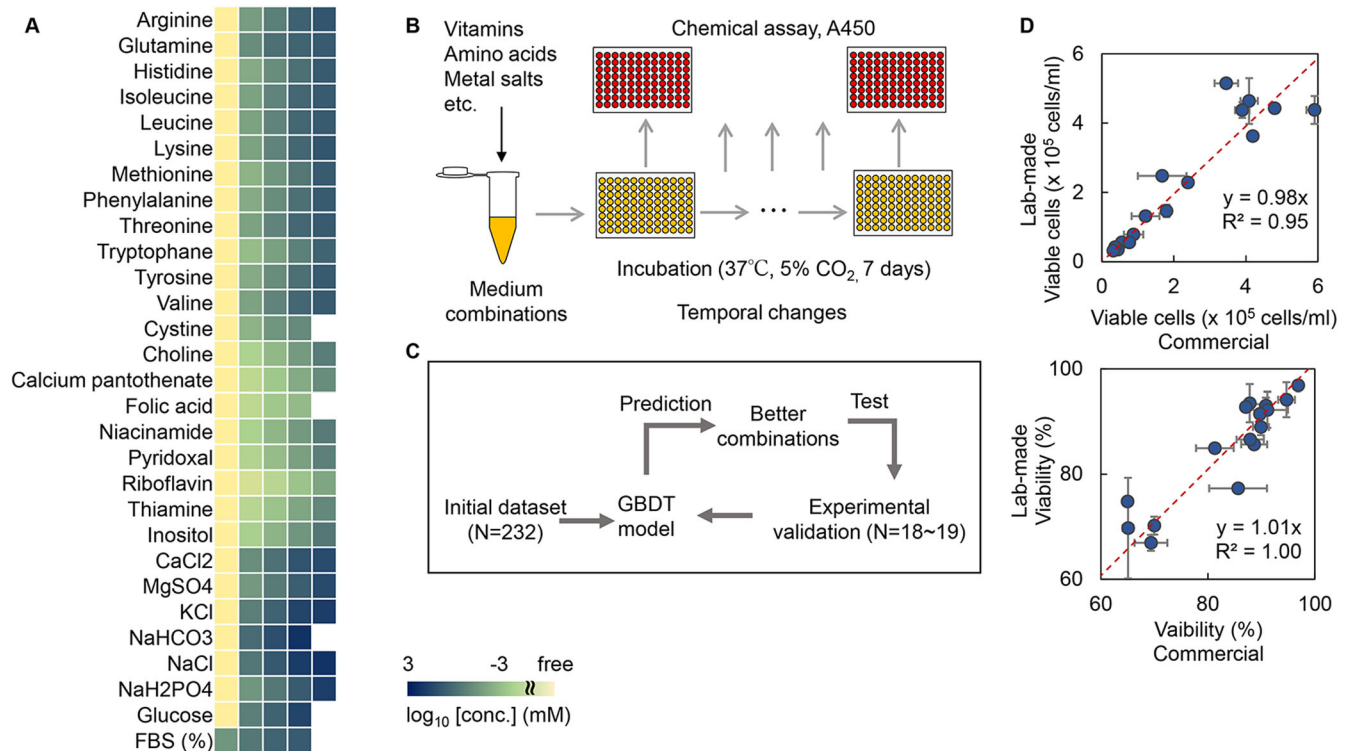 A
Arginine
Glutamine
Histidine
Isoleucine
Leucine
Lysine
Methionine
Phenylalanine
Threonine
Tryptophane
Tyrosine
Valine
Cystine
Choline
Calcium pantothenate
Folic acid
Niacinamide
Pyridoxal
Riboflavin
Thiamine
Inositol
CaCl2
MgSO4
KCl
NaHCO3
NaCl
NaH2PO4
Glucose
FBS (%)
B
Vitamins
Amino acids
Metal salts
etc.
Chemical assay, A450
...
Incubation (37℃, 5% CO2, 7 days)
Medium
combinations
Temporal changes
C
Prediction
Better
combinations
Test
Initial dataset
(N=232)
GBDT
model
Experimental
validation (N=18~19)
3 -3 free
log10 [conc.] (mM)
D
6
4
2
0
Lab-made
Viable cells (x 10⁵ cells/ml)
y = 0.98x
R² = 0.95
0 2 4 6
Viable cells (x 10⁵ cells/ml)
Commercial
100
80
60
Lab-made
Viability (%)
y = 1.01x
R² = 1.00
60 80 100
Vaibility (%)
Commercial